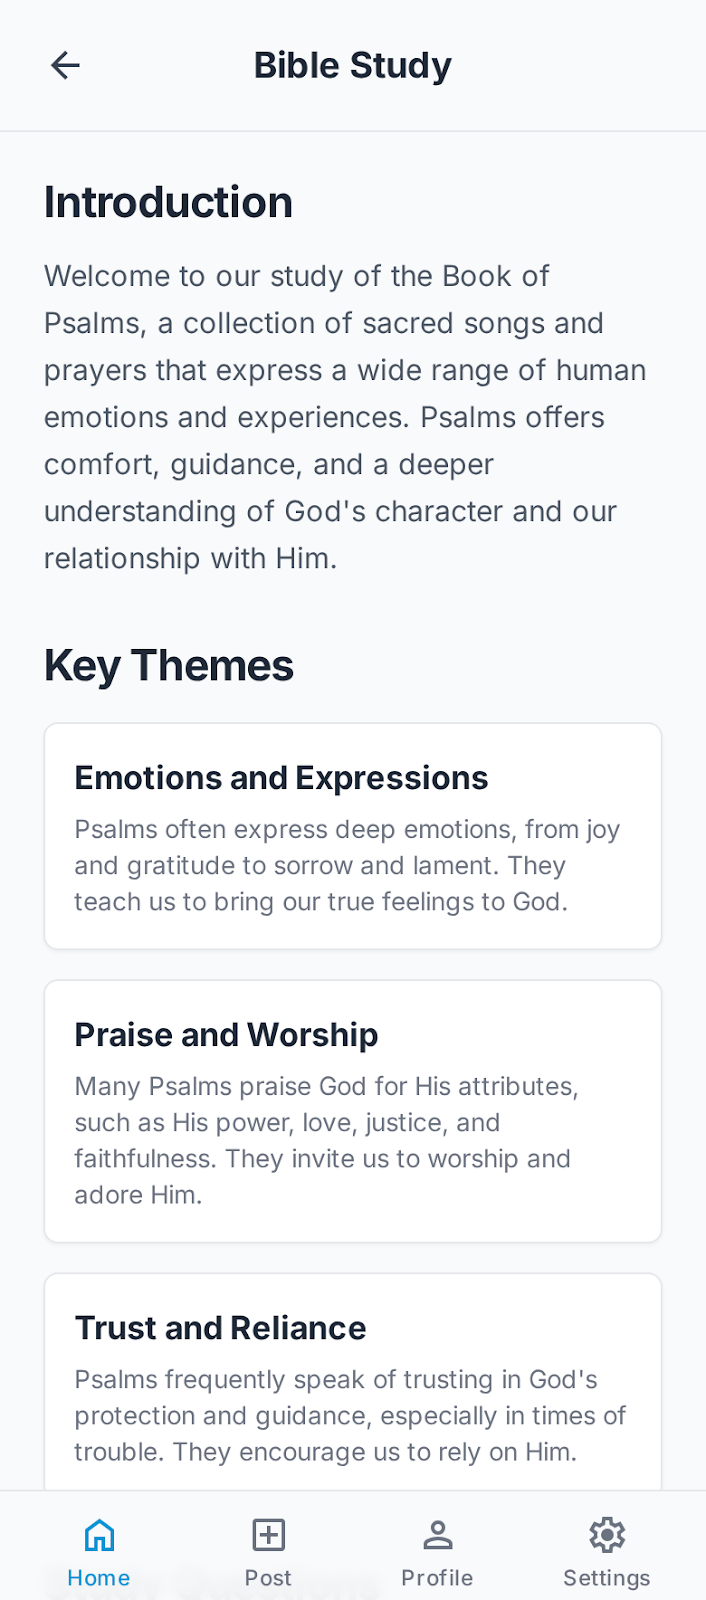 Bible Study
Introduction
Welcome to our study of the Book of
Psalms, a collection of sacred songs and
prayers that express a wide range of human
emotions and experiences. Psalms offers
comfort, guidance, and a deeper
understanding of God's character and our
relationship with Him.
Key Themes
Emotions and Expressions
Psalms often express deep emotions, from joy
and gratitude to sorrow and lament. They
teach us to bring our true feelings to God.
Praise and Worship
Many Psalms praise God for His attributes,
such as His power, love, justice, and
faithfulness. They invite us to worship and
adore Him.
Trust and Reliance
Psalms frequently speak of trusting in God's
protection and guidance, especially in times of
trouble. They encourage us to rely on Him.
Home Post Profile Settings